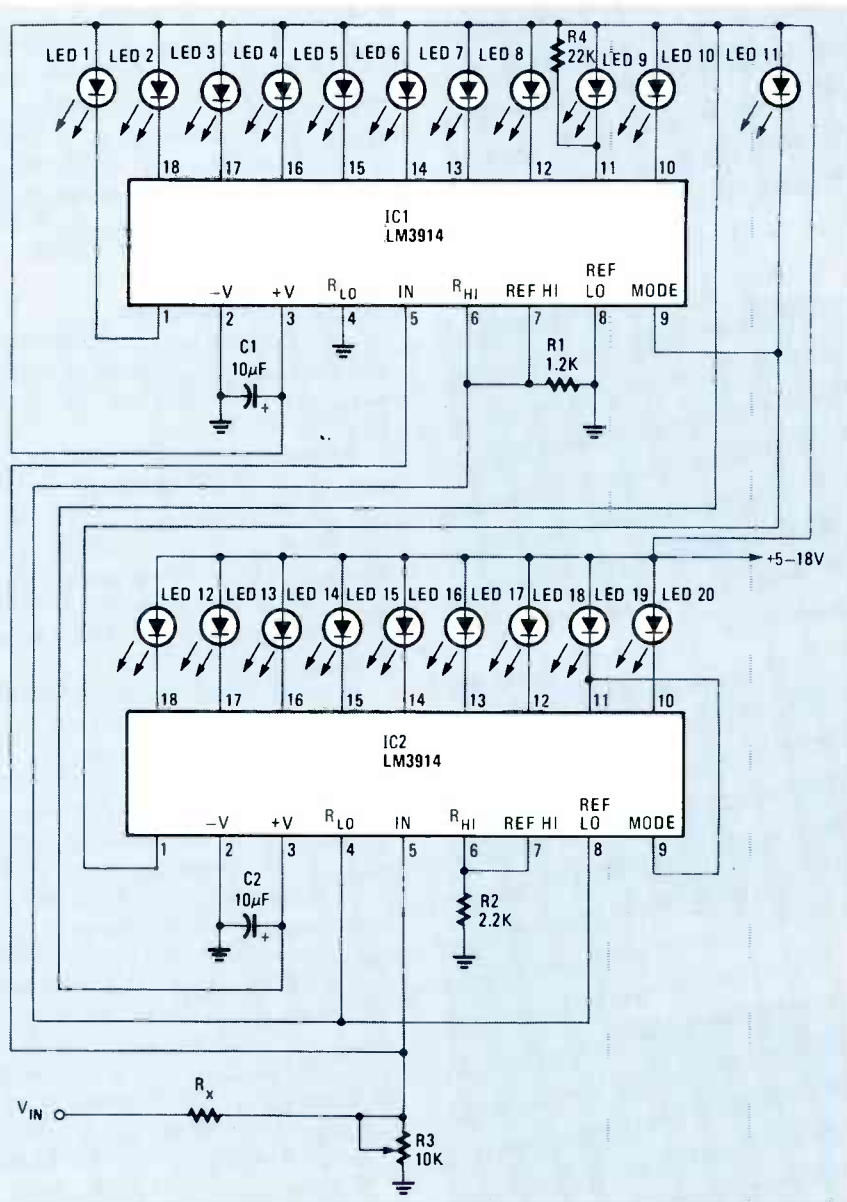 LED 1 LED 2 LED 3 LED 4 LED 5 LED 6 LED 7 LED 8 R4 22K LED 9 LED 10 LED 11
18 17 16 15 14 13 12 11 10
IC1
LM3914
−V +V RLO IN RHI REF HI REF LO MODE
1 2 3 4 5 6 7 8 9
C1
10μF
+
R1
1.2K
+5–18V
LED 12 LED 13 LED 14 LED 15 LED 16 LED 17 LED 18 LED 19 LED 20
18 17 16 15 14 13 12 11 10
IC2
LM3914
−V +V RLO IN RHI REF HI REF LO MODE
1 2 3 4 5 6 7 8 9
C2
10μF
+
R2
2.2K
Rx
VIN
R3
10K